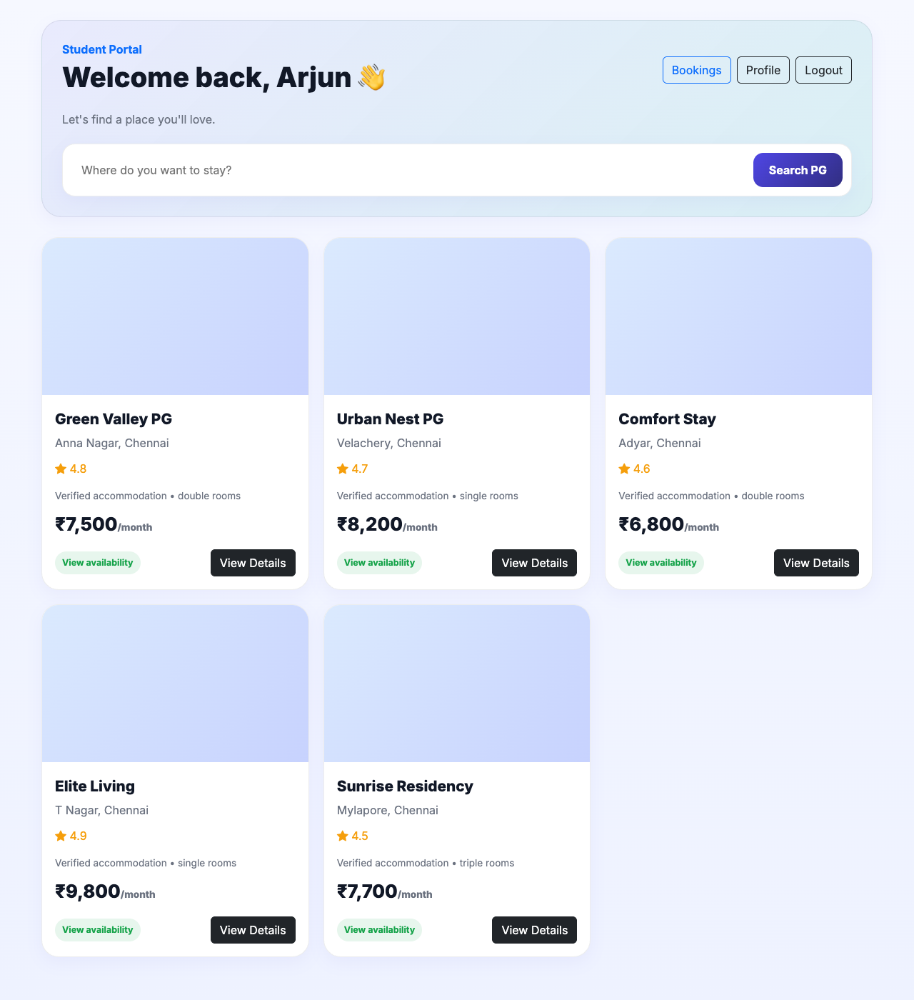 Student Portal
Welcome back, Arjun 👋
Bookings
Profile
Logout
Let's find a place you'll love.
Where do you want to stay?
Search PG
Green Valley PG
Anna Nagar, Chennai
4.8
Verified accommodation • double rooms
₹7,500/month
View availability
View Details
Urban Nest PG
Velachery, Chennai
4.7
Verified accommodation • single rooms
₹8,200/month
View availability
View Details
Comfort Stay
Adyar, Chennai
4.6
Verified accommodation • double rooms
₹6,800/month
View availability
View Details
Elite Living
T Nagar, Chennai
4.9
Verified accommodation • single rooms
₹9,800/month
View availability
View Details
Sunrise Residency
Mylapore, Chennai
4.5
Verified accommodation • triple rooms
₹7,700/month
View availability
View Details